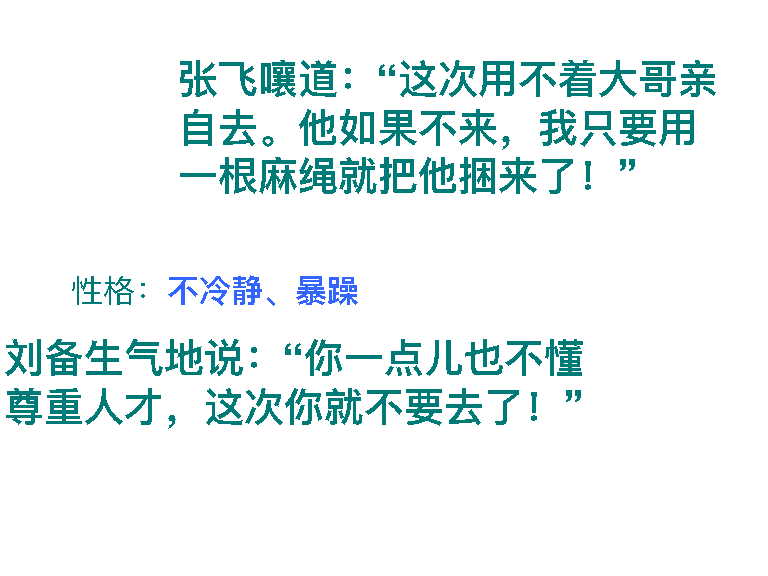 张飞嚷道：“这次用不着大哥亲
自去。他如果不来，我只要用
一根麻绳就把他捆来了！”
性格：不冷静、暴躁
刘备生气地说：“你一点儿也不懂
尊重人才，这次你就不要去了！”